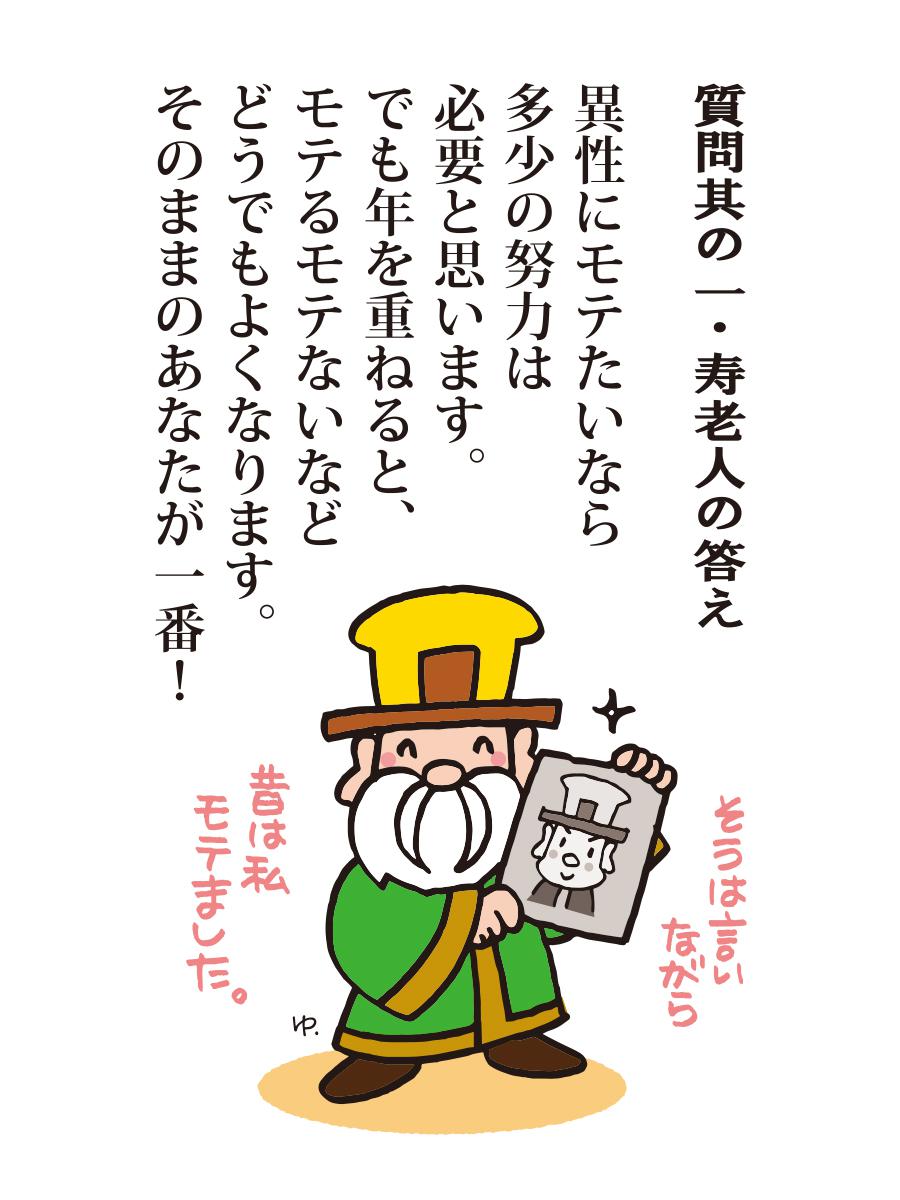 質問其の一・寿老人の答え
異性にモテたいなら
多少の努力は
必要と思います。
でも年を重ねると、
モテるモテないなど
どうでもよくなります。
そのままのあなたが一番！
そうは言い
ながら
昔は私
モテました。
ゆ.